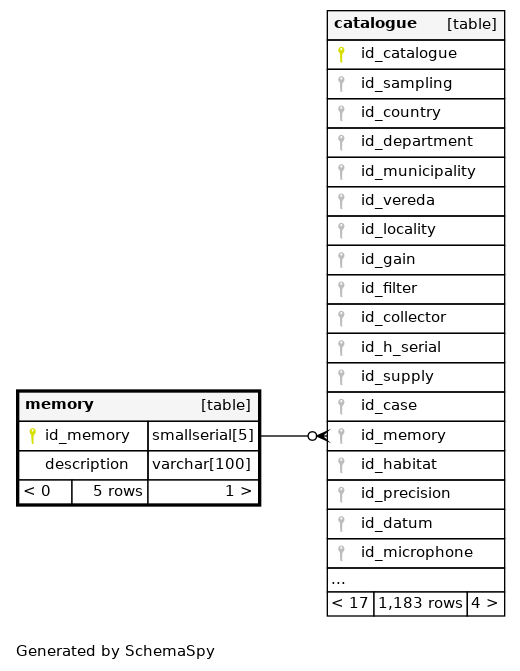 catalogue [table]
id_catalogue
id_sampling
id_country
id_department
id_municipality
id_vereda
id_locality
id_gain
id_filter
id_collector
id_h_serial
id_supply
id_case
id_memory
id_habitat
id_precision
id_datum
id_microphone
...
< 17 1,183 rows 4 >
memory [table]
id_memory smallserial[5]
description varchar[100]
< 0 5 rows 1 >
Generated by SchemaSpy